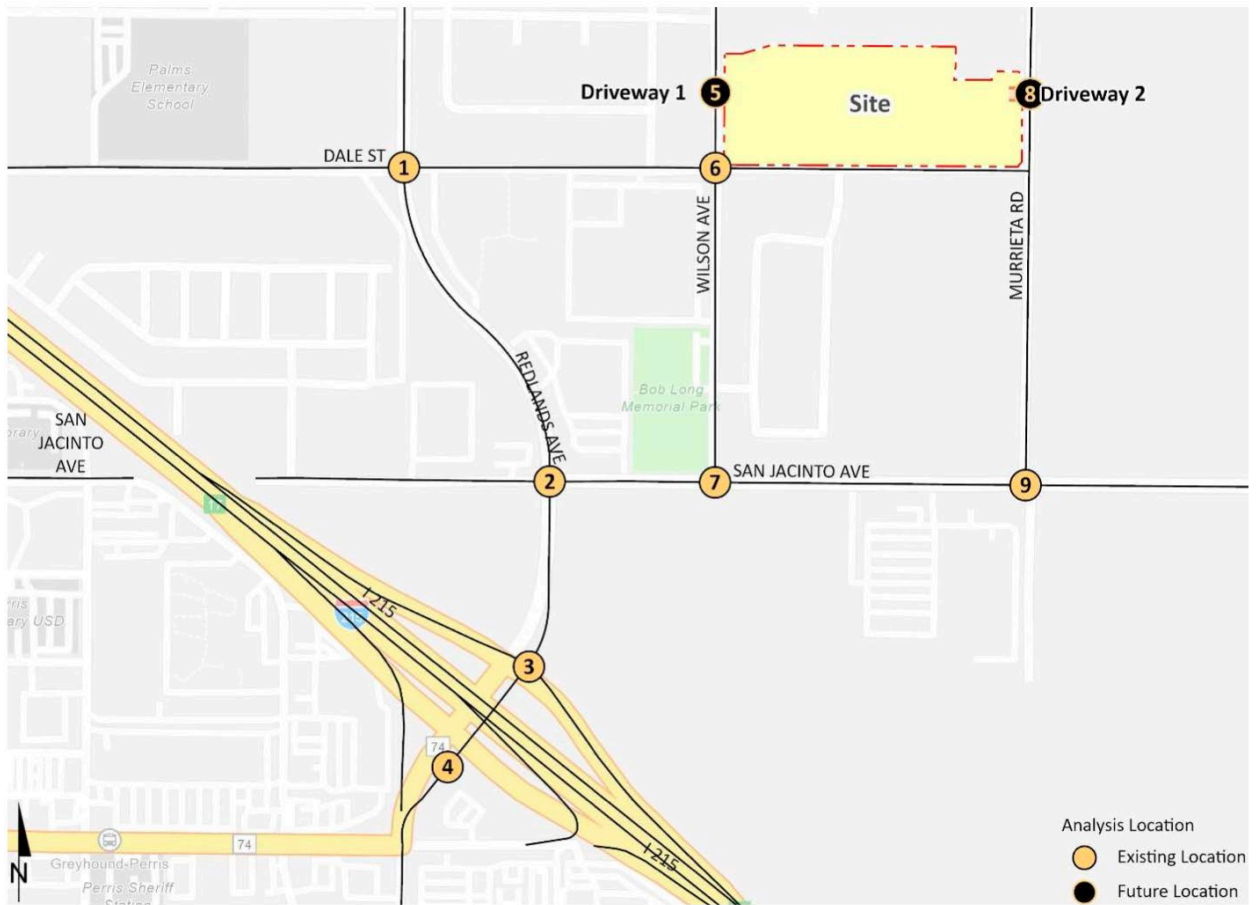 Palms
Elementary
School
Driveway 1
5
Site
8
Driveway 2
DALE ST
1
6
WILSON AVE
MURRIETA RD
REDLANDS AVE
Bob Long
Memorial Park
SAN
JACINTO
AVE
2
7
SAN JACINTO AVE
9
I 215
3
74
4
74
Greyhound-Perris
Perris Sheriff
I 215
N
Analysis Location
Existing Location
Future Location